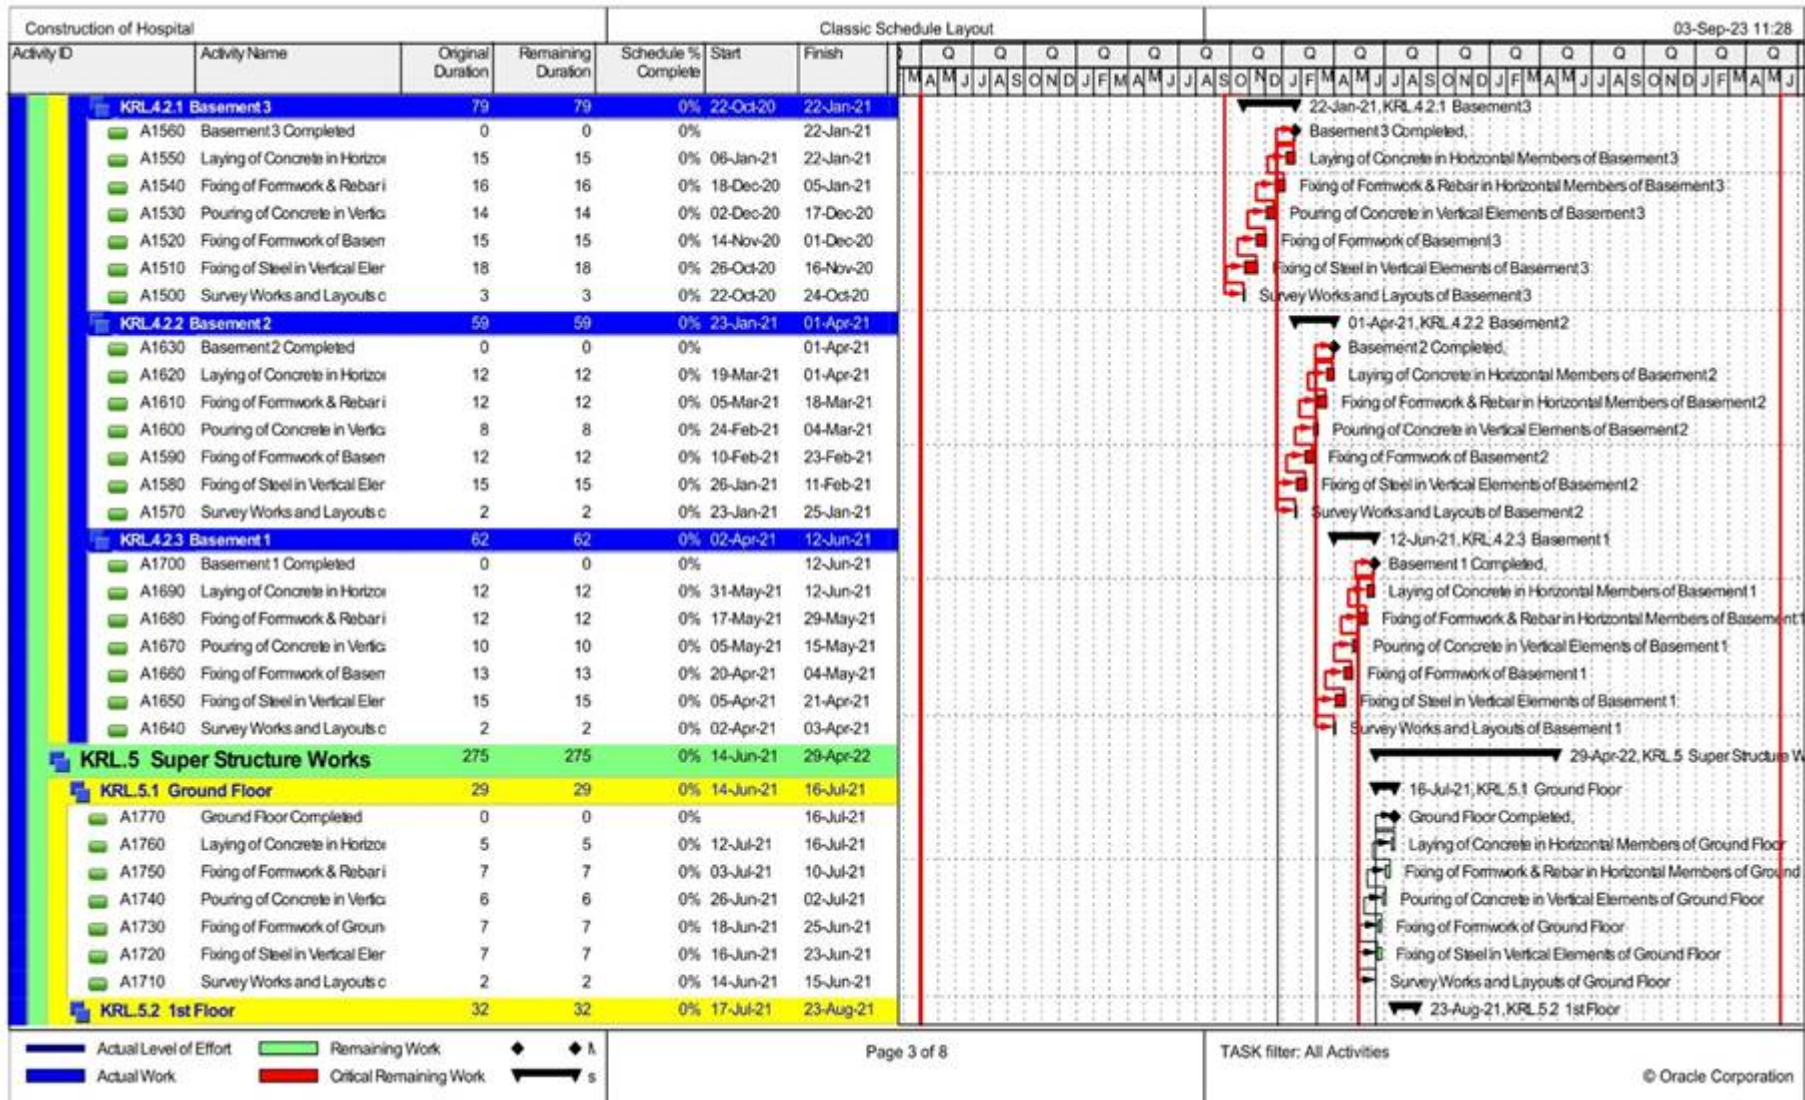 Construction of Hospital Classic Schedule Layout 03-Sep-23 11:28
Activity ID Activity Name Original Duration Remaining Duration Schedule % Complete Start Finish Q Q Q Q Q Q Q Q Q Q Q Q Q Q Q Q Q
M A M J J A S O N D J F M A M J J A S O N D J F M A M J J A S O N D J F M A M J J A S O N D J F M A M J
KRL.4.2.1 Basement 3 79 79 0% 22-Oct-20 22-Jan-21 22-Jan-21, KRL.4.2.1 Basement 3
A1560 Basement 3 Completed 0 0 0% 22-Jan-21 Basement 3 Completed,
A1550 Laying of Concrete in Horizo 15 15 0% 06-Jan-21 22-Jan-21 Laying of Concrete in Horizontal Members of Basement 3
A1540 Fixing of Formwork & Rebar i 16 16 0% 18-Dec-20 05-Jan-21 Fixing of Formwork & Rebar in Horizontal Members of Basement 3
A1530 Pouring of Concrete in Vertic 14 14 0% 02-Dec-20 17-Dec-20 Pouring of Concrete in Vertical Elements of Basement 3
A1520 Fixing of Formwork of Basen 15 15 0% 14-Nov-20 01-Dec-20 Fixing of Formwork of Basement 3
A1510 Fixing of Steel in Vertical Eler 18 18 0% 26-Oct-20 16-Nov-20 Fixing of Steel in Vertical Elements of Basement 3
A1500 Survey Works and Layouts c 3 3 0% 22-Oct-20 24-Oct-20 Survey Works and Layouts of Basement 3
KRL.4.2.2 Basement 2 59 59 0% 23-Jan-21 01-Apr-21 01-Apr-21, KRL.4.2.2 Basement 2
A1630 Basement 2 Completed 0 0 0% 01-Apr-21 Basement 2 Completed,
A1620 Laying of Concrete in Horizo 12 12 0% 19-Mar-21 01-Apr-21 Laying of Concrete in Horizontal Members of Basement 2
A1610 Fixing of Formwork & Rebar i 12 12 0% 05-Mar-21 18-Mar-21 Fixing of Formwork & Rebar in Horizontal Members of Basement 2
A1600 Pouring of Concrete in Vertic 8 8 0% 24-Feb-21 04-Mar-21 Pouring of Concrete in Vertical Elements of Basement 2
A1590 Fixing of Formwork of Basen 12 12 0% 10-Feb-21 23-Feb-21 Fixing of Formwork of Basement 2
A1580 Fixing of Steel in Vertical Eler 15 15 0% 26-Jan-21 11-Feb-21 Fixing of Steel in Vertical Elements of Basement 2
A1570 Survey Works and Layouts c 2 2 0% 23-Jan-21 25-Jan-21 Survey Works and Layouts of Basement 2
KRL.4.2.3 Basement 1 62 62 0% 02-Apr-21 12-Jun-21 12-Jun-21, KRL.4.2.3 Basement 1
A1700 Basement 1 Completed 0 0 0% 12-Jun-21 Basement 1 Completed,
A1690 Laying of Concrete in Horizo 12 12 0% 31-May-21 12-Jun-21 Laying of Concrete in Horizontal Members of Basement 1
A1680 Fixing of Formwork & Rebar i 12 12 0% 17-May-21 29-May-21 Fixing of Formwork & Rebar in Horizontal Members of Basement 1
A1670 Pouring of Concrete in Vertic 10 10 0% 05-May-21 15-May-21 Pouring of Concrete in Vertical Elements of Basement 1
A1660 Fixing of Formwork of Basen 13 13 0% 20-Apr-21 04-May-21 Fixing of Formwork of Basement 1
A1650 Fixing of Steel in Vertical Eler 15 15 0% 05-Apr-21 21-Apr-21 Fixing of Steel in Vertical Elements of Basement 1
A1640 Survey Works and Layouts c 2 2 0% 02-Apr-21 03-Apr-21 Survey Works and Layouts of Basement 1
KRL.5 Super Structure Works 275 275 0% 14-Jun-21 29-Apr-22 29-Apr-22, KRL.5 Super Structure W
KRL.5.1 Ground Floor 29 29 0% 14-Jun-21 16-Jul-21 16-Jul-21, KRL.5.1 Ground Floor
A1770 Ground Floor Completed 0 0 0% 16-Jul-21 Ground Floor Completed,
A1760 Laying of Concrete in Horizo 5 5 0% 12-Jul-21 16-Jul-21 Laying of Concrete in Horizontal Members of Ground Floor
A1750 Fixing of Formwork & Rebar i 7 7 0% 03-Jul-21 10-Jul-21 Fixing of Formwork & Rebar in Horizontal Members of Ground
A1740 Pouring of Concrete in Vertic 6 6 0% 26-Jun-21 02-Jul-21 Pouring of Concrete in Vertical Elements of Ground Floor
A1730 Fixing of Formwork of Groun 7 7 0% 18-Jun-21 25-Jun-21 Fixing of Formwork of Ground Floor
A1720 Fixing of Steel in Vertical Eler 7 7 0% 16-Jun-21 23-Jun-21 Fixing of Steel in Vertical Elements of Ground Floor
A1710 Survey Works and Layouts c 2 2 0% 14-Jun-21 15-Jun-21 Survey Works and Layouts of Ground Floor
KRL.5.2 1st Floor 32 32 0% 17-Jul-21 23-Aug-21 23-Aug-21, KRL.5.2 1st Floor
Actual Level of Effort Remaining Work Page 3 of 8 TASK filter: All Activities
Actual Work Critical Remaining Work s © Oracle Corporation